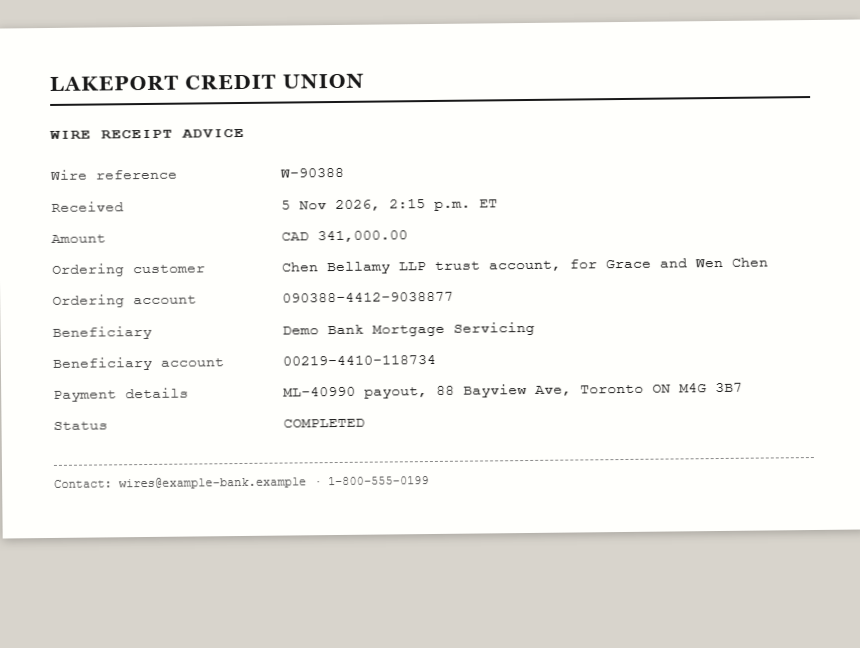 LAKEPORT CREDIT UNION
WIRE RECEIPT ADVICE
Wire reference W-90388
Received 5 Nov 2026, 2:15 p.m. ET
Amount CAD 341,000.00
Ordering customer Chen Bellamy LLP trust account, for Grace and Wen Chen
Ordering account 090388-4412-9038877
Beneficiary Demo Bank Mortgage Servicing
Beneficiary account 00219-4410-118734
Payment details ML-40990 payout, 88 Bayview Ave, Toronto ON M4G 3B7
Status COMPLETED
Contact: wires@example-bank.example · 1-800-555-0199